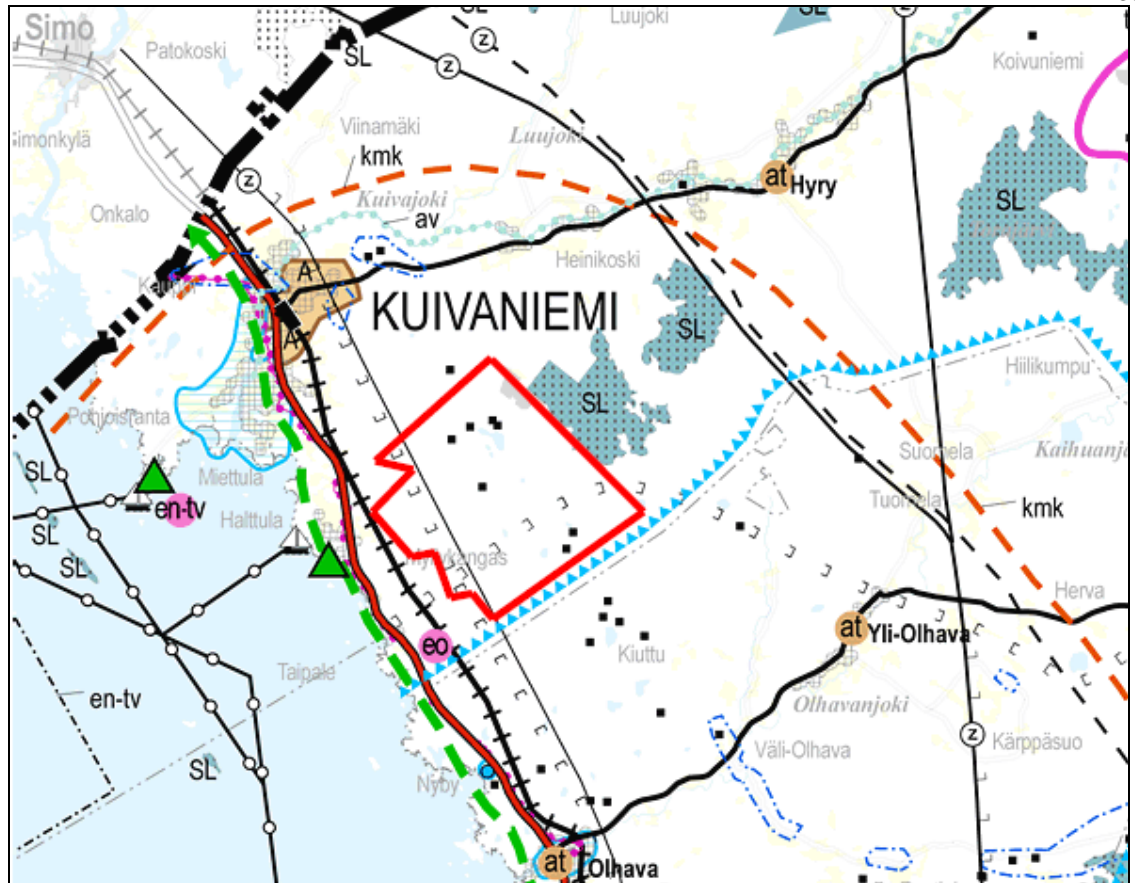 SL
Luujoki
SL
Simo
Patokoski
SL
z
z
z
Koivuniemi
Simonkylä
Viinamäki
kmk
Luujoki
z
at Hyry
Onkalo
Kuivajoki
av
SL
Heinikoski
A
KUIVANIEMI
SL
A
Hiilikumpu
Pohjoisranta
SL
Suomela
SL
Miettula
Tuomela
kmk
en-tv
Halttula
SL
SL
Myllykangas
Herva
at Yli-Olhava
eo
Kiuttu
Taipale
en-tv
Olhavanjoki
z
Kärppäsuo
Väli-Olhava
SL
Nyby
at Olhava